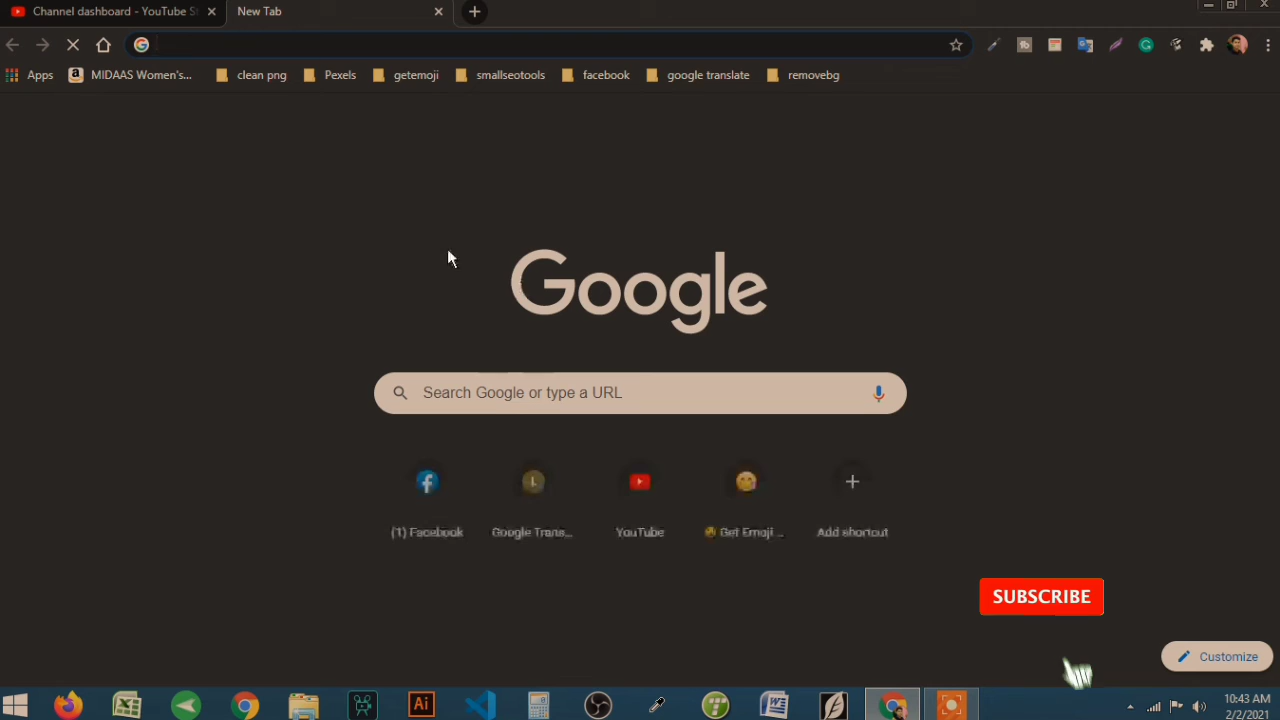 Channel dashboard - YouTube S
New Tab
Apps
MIDAAS Women's...
clean png
Pexels
getemoji
smallseotools
facebook
google translate
removebg
Google
Search Google or type a URL
(1) Facebook
Google Trans...
YouTube
Get Emoji ...
Add shortcut
SUBSCRIBE
Customize
Ai
10:43 AM
2/2/2021